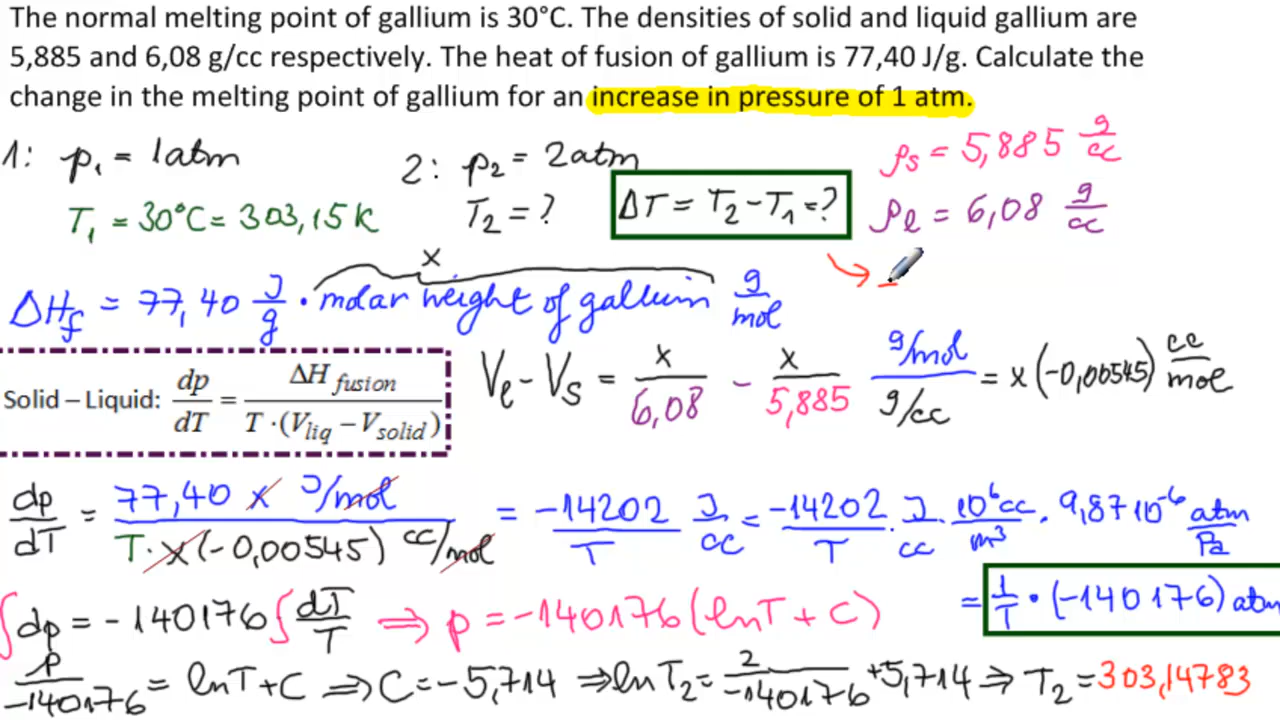 The normal melting point of gallium is 30°C. The densities of solid and liquid gallium are
5,885 and 6,08 g/cc respectively. The heat of fusion of gallium is 77,40 J/g. Calculate the
change in the melting point of gallium for an increase in pressure of 1 atm.
1: p₁ = 1atm 2: p₂ = 2atm ρs = 5,885 g/cc
T₁ = 30°C = 303,15 K T₂ = ? ΔT = T₂ - T₁ = ? ρℓ = 6,08 g/cc
x
ΔHf = 77,40 J/g · molar weight of gallium g/mol
Solid – Liquid: dp/dT = ΔH fusion / T · (Vliq – Vsolid)
Vℓ - Vs = x/6,08 - x/5,885 g/mol / g/cc = x (-0,00545) cc/mol
dp/dT = 77,40 x J/mol / T · x (-0,00545) cc/mol = -14202/T J/cc = -14202/T · J/cc · 10⁶cc/m³ · 9,87 10⁻⁶ atm/Pa
= 1/T · (-140176) atm
∫dp = -140176 ∫dT/T ⇒ p = -140176 (lnT + C)
p/-140176 = lnT + C ⇒ C = -5,714 ⇒ lnT₂ = 2/-140176 + 5,714 ⇒ T₂ = 303,14783